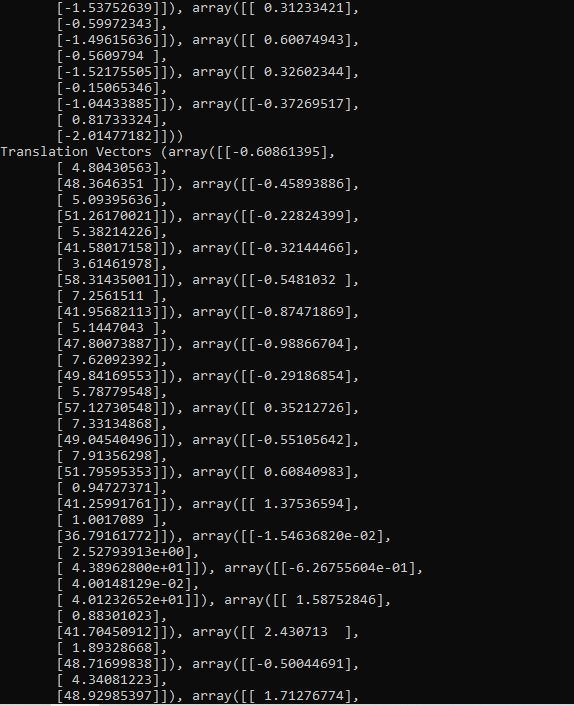 [-1.53752639]]), array([[ 0.31233421],
[-0.59972343],
[-1.49615636]]), array([[ 0.60074943],
[-0.5609794 ],
[-1.52175505]]), array([[ 0.32602344],
[-0.15065346],
[-1.04433885]]), array([[-0.37269517],
[ 0.81733324],
[-2.01477182]]))
Translation Vectors (array([[-0.60861395],
[ 4.80430563],
[48.3646351 ]]), array([[-0.45893886],
[ 5.09395636],
[51.26170021]]), array([[-0.22824399],
[ 5.38214226],
[41.58017158]]), array([[-0.32144466],
[ 3.61461978],
[58.31435001]]), array([[-0.5481032 ],
[ 7.2561511 ],
[41.95682113]]), array([[-0.87471869],
[ 5.1447043 ],
[47.80073887]]), array([[-0.98866704],
[ 7.62092392],
[49.84169553]]), array([[-0.29186854],
[ 5.78779548],
[57.12730548]]), array([[ 0.35212726],
[ 7.33134868],
[49.04540496]]), array([[-0.55105642],
[ 7.91356298],
[51.79595353]]), array([[ 0.60840983],
[ 0.94727371],
[41.25991761]]), array([[ 1.37536594],
[ 1.0017089 ],
[36.79161772]]), array([[-1.54636820e-02],
[ 2.52793913e+00],
[ 4.38962800e+01]]), array([[-6.26755604e-01],
[ 4.00148129e-02],
[ 4.01232652e+01]]), array([[ 1.58752846],
[ 0.88301023],
[41.70450912]]), array([[ 2.430713  ],
[ 1.89328668],
[48.71699838]]), array([[-0.50044691],
[ 4.34081223],
[48.92985397]]), array([[ 1.71276774],